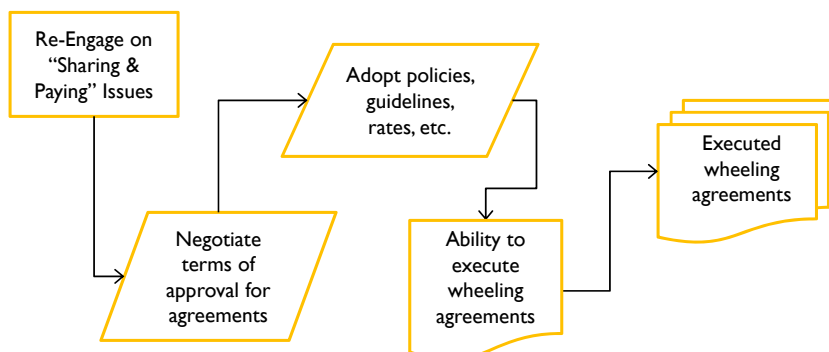 Re-Engage on
“Sharing &
Paying” Issues
Negotiate
terms of
approval for
agreements
Adopt policies,
guidelines,
rates, etc.
Ability to
execute
wheeling
agreements
Executed
wheeling
agreements